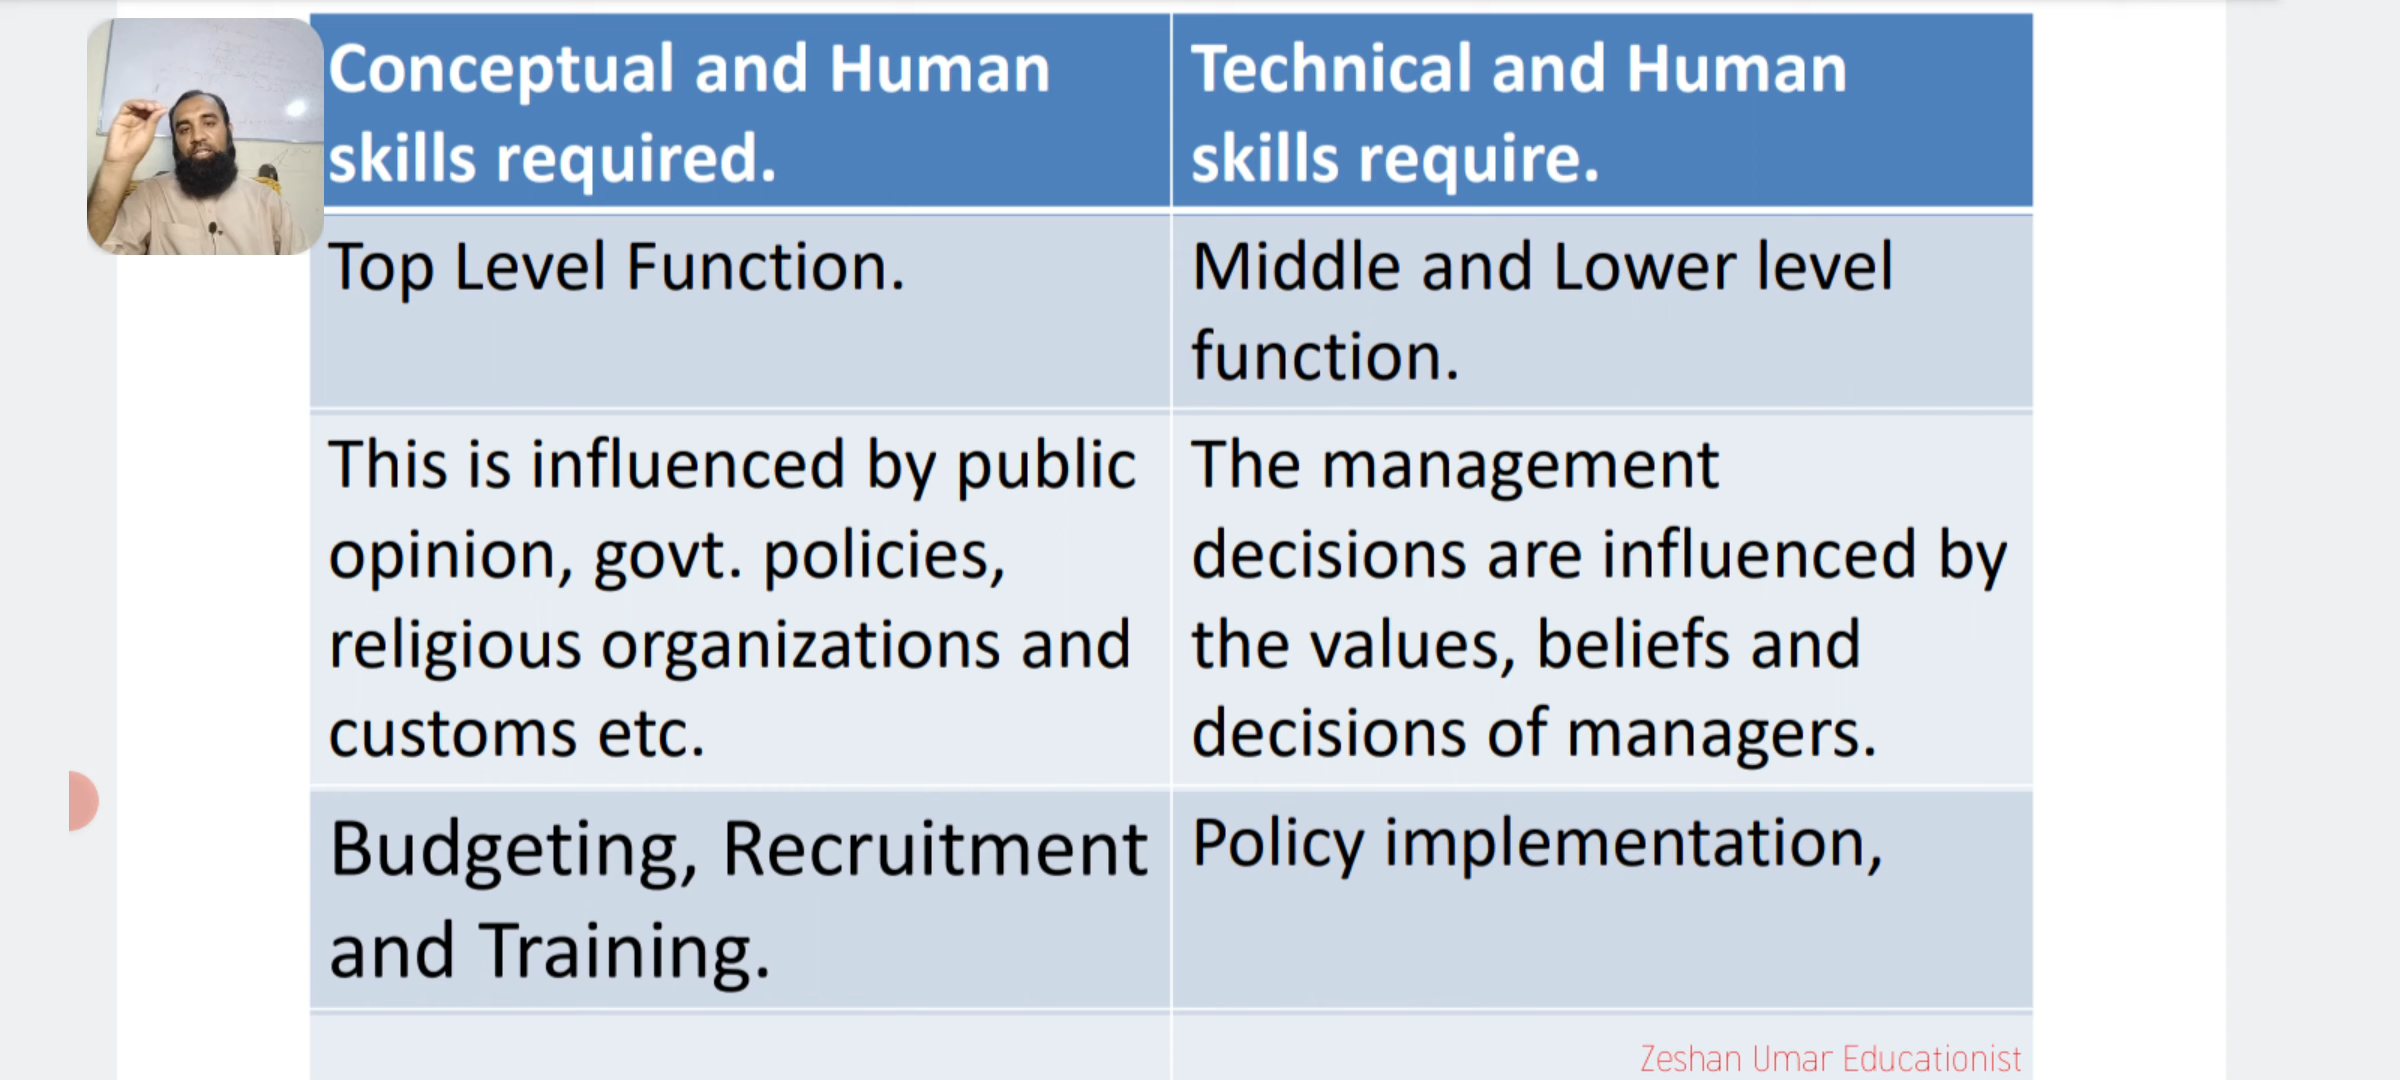 Conceptual and Human
skills required.
Technical and Human
skills require.
Top Level Function.
Middle and Lower level
function.
This is influenced by public
opinion, govt. policies,
religious organizations and
customs etc.
The management
decisions are influenced by
the values, beliefs and
decisions of managers.
Budgeting, Recruitment
and Training.
Policy implementation,
Zeshan Umar Educationist